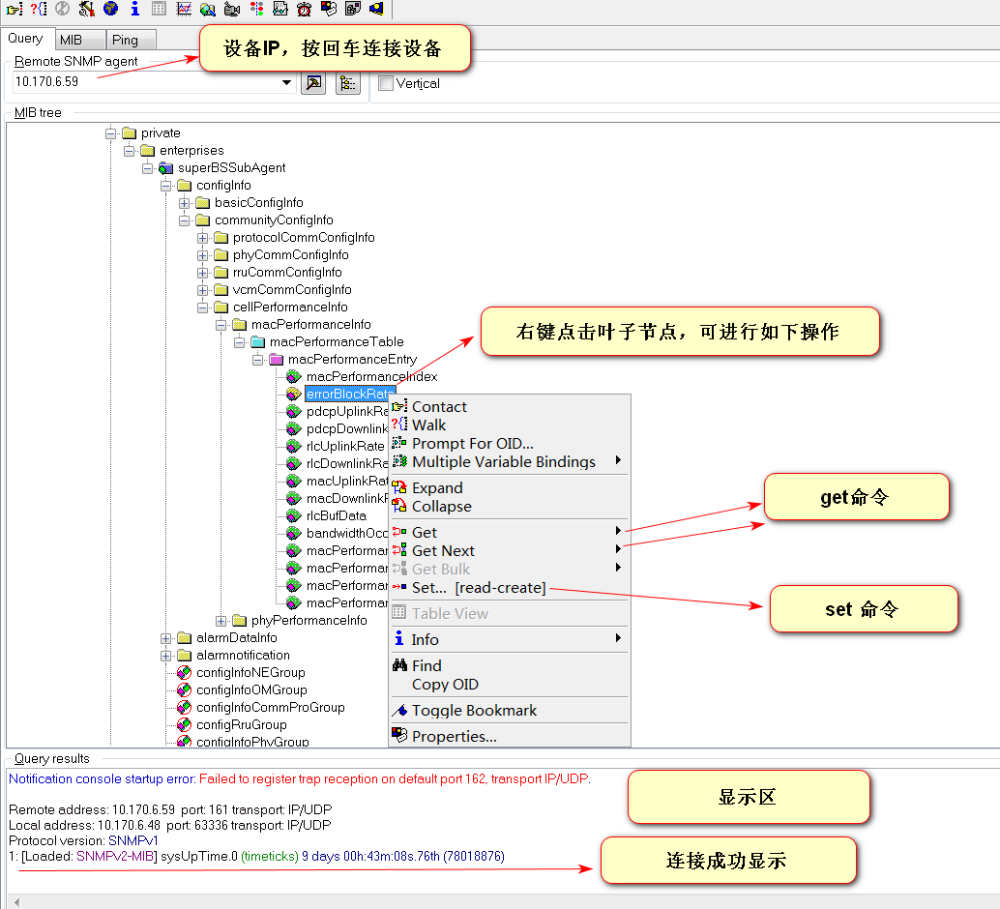 Query
MIB
Ping
设备IP，按回车连接设备
Remote SNMP agent
10.170.6.59
Vertical
MIB tree
private
enterprises
superBSSubAgent
configInfo
basicConfigInfo
communityConfigInfo
protocolCommConfigInfo
phyCommConfigInfo
rruCommConfigInfo
vcmCommConfigInfo
cellPerformanceInfo
macPerformanceInfo
macPerformanceTable
macPerformanceEntry
右键点击叶子节点，可进行如下操作
macPerformanceIndex
errorBlockRate
pdcpUplinkRa
pdcpDownlink
rlcUplinkRate
rlcDownlinkRa
macUplinkRat
macDownlinkR
rlcBufData
bandwidthOcc
macPerformar
macPerformar
macPerformar
macPerformar
phyPerformanceInfo
alarmDataInfo
alarmnotification
configInfoNEGroup
configInfoOMGroup
configInfoCommProGroup
configRruGroup
configInfoPhyGroup
Contact
Walk
Prompt For OID...
Multiple Variable Bindings
Expand
Collapse
Get
Get Next
Get Bulk
Set... [read-create]
Table View
Info
Find
Copy OID
Toggle Bookmark
Properties...
get命令
set 命令
Query results
Notification console startup error: Failed to register trap reception on default port 162, transport IP/UDP.
Remote address: 10.170.6.59 port: 161 transport: IP/UDP
Local address: 10.170.6.48 port: 63336 transport: IP/UDP
Protocol version: SNMPv1
1: [Loaded: SNMPv2-MIB] sysUpTime.0 (timeticks) 9 days 00h:43m:08s.76th (78018876)
显示区
连接成功显示